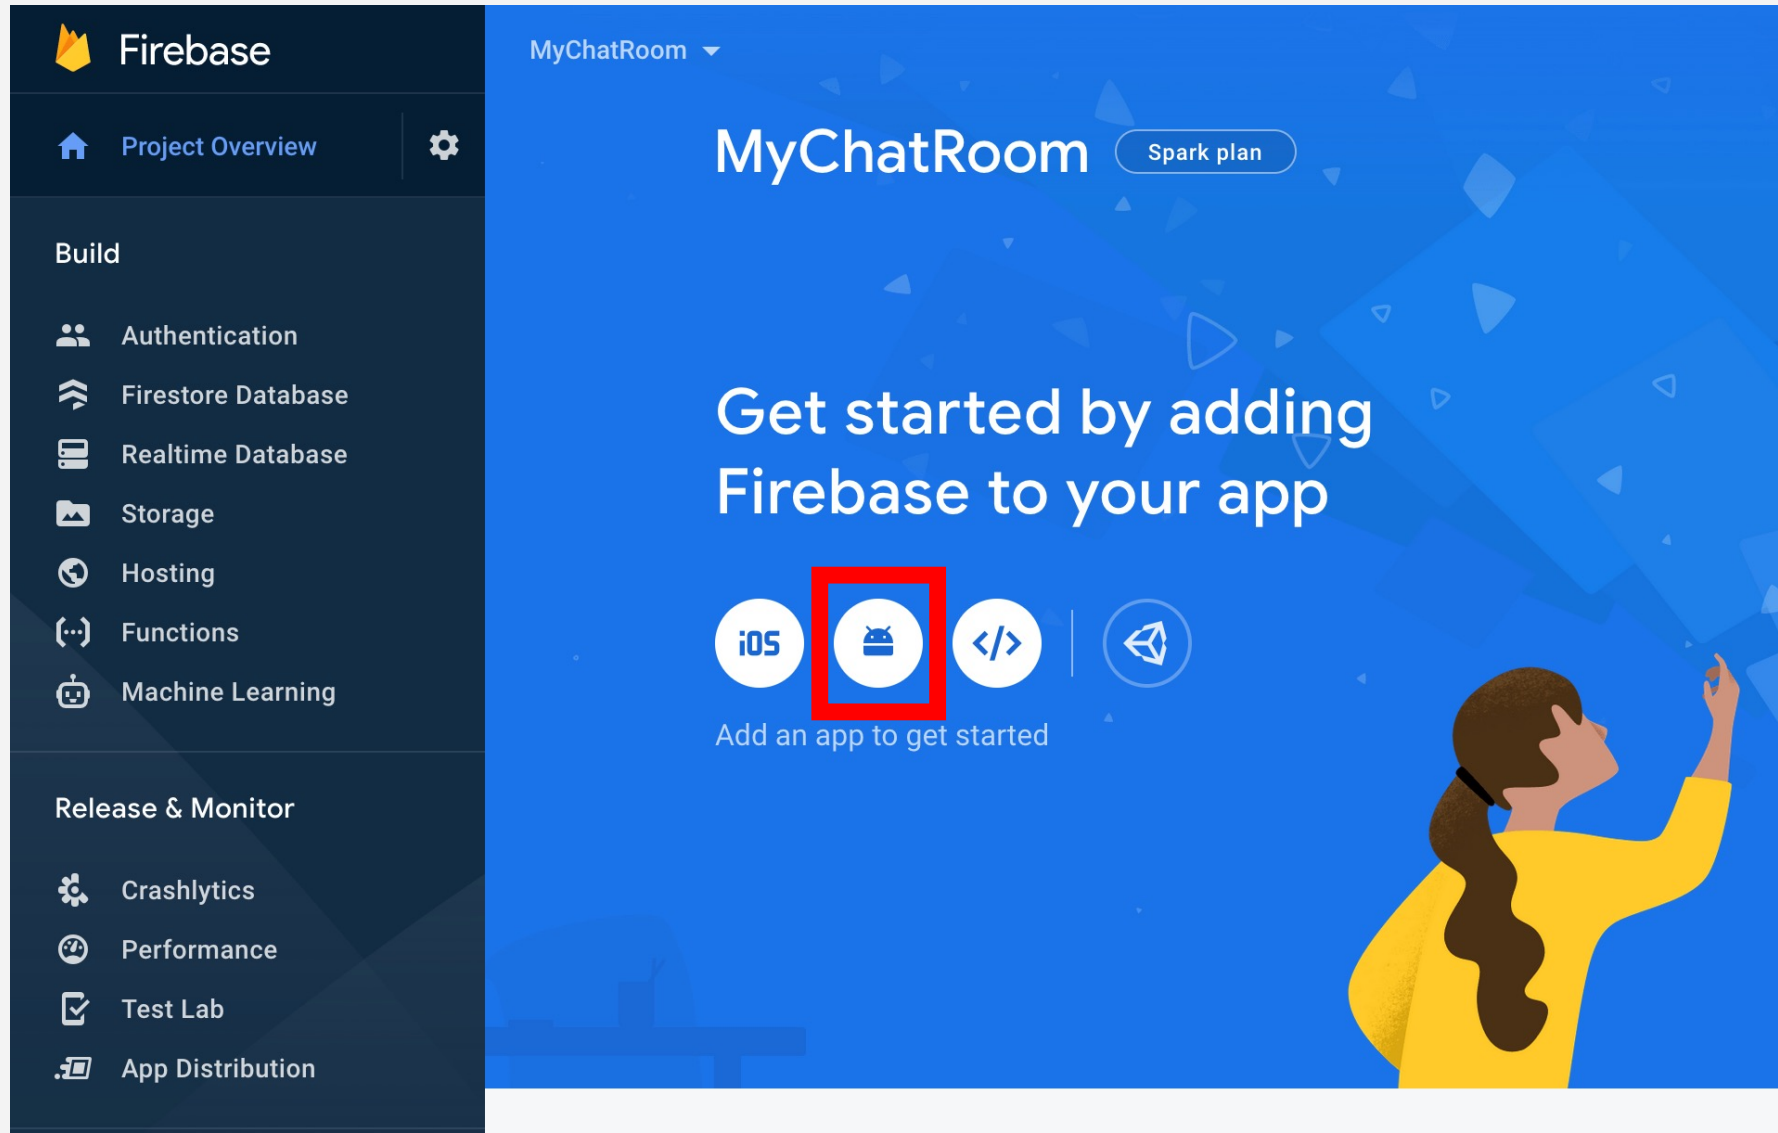 Firebase
Project Overview
Build
Authentication
Firestore Database
Realtime Database
Storage
Hosting
Functions
Machine Learning
Release & Monitor
Crashlytics
Performance
Test Lab
App Distribution
MyChatRoom
MyChatRoom
Spark plan
Get started by adding
Firebase to your app
iOS
</>
Add an app to get started